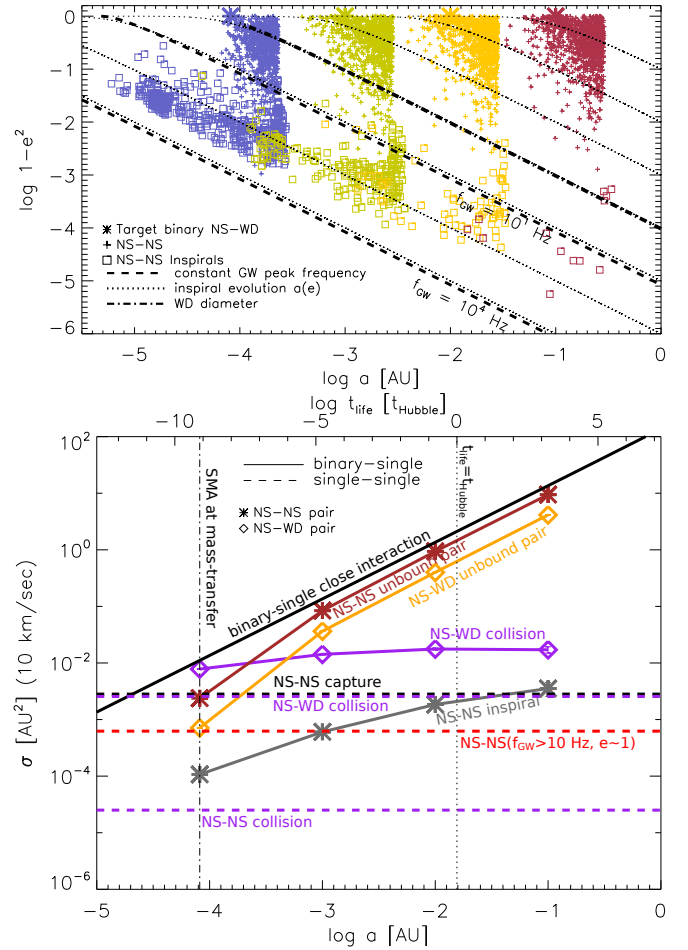 log 1−e²
0
−1
−2
−3
−4
−5
−6
Target binary NS−WD
NS−NS
NS−NS Inspirals
constant GW peak frequency
inspiral evolution a(e)
WD diameter
f_GW = 10¹ Hz
f_GW = 10⁴ Hz
−5 −4 −3 −2 −1 0
log a [AU]
log t_life [t_Hubble]
−10 −5 0 5
σ [AU²] (10 km/sec)
10²
10⁰
10⁻²
10⁻⁴
10⁻⁶
SMA at mass−transfer
binary−single
single−single
NS−NS pair
NS−WD pair
t_life=t_Hubble
binary-single close interaction
NS-NS unbound pair
NS-WD unbound pair
NS-WD collision
NS-NS capture
NS-WD collision
NS-NS inspiral
NS-NS(f_GW>10 Hz, e~1)
NS-NS collision
−5 −4 −3 −2 −1 0
log a [AU]